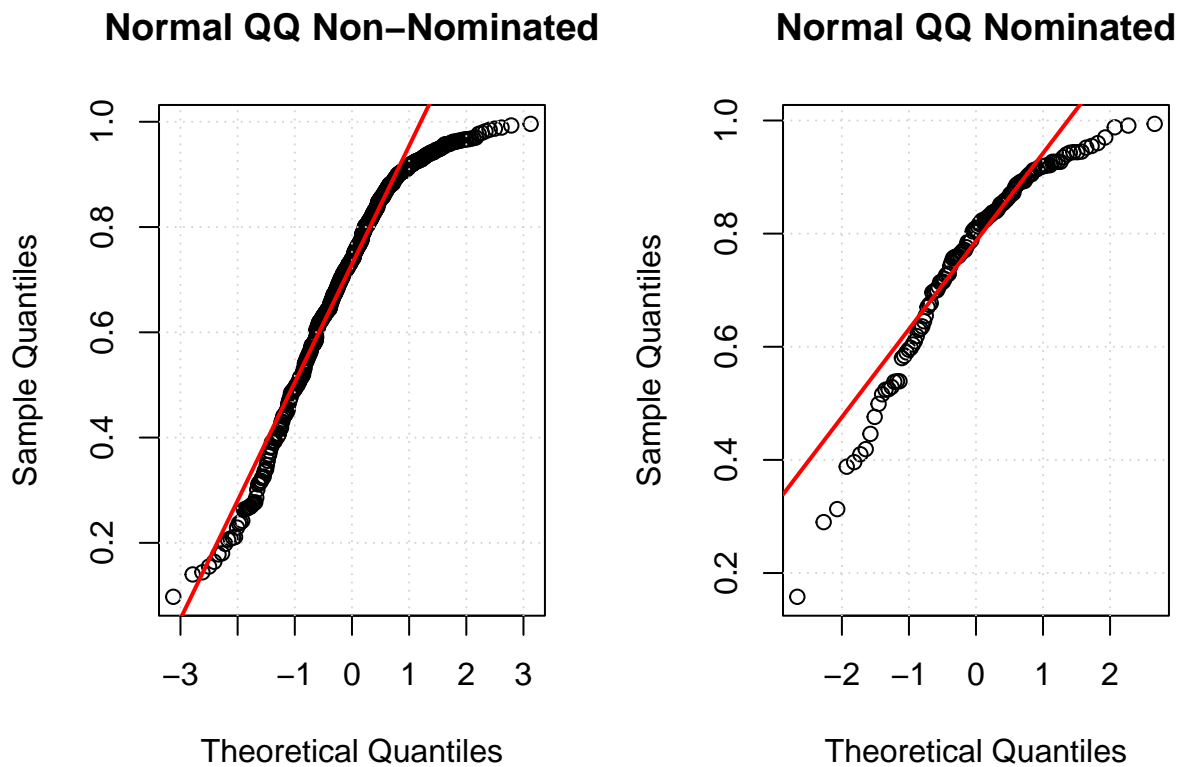 Normal QQ Non−Nominated
Sample Quantiles
1.0
0.8
0.6
0.4
0.2
−3 −1 0 1 2 3
Theoretical Quantiles
Normal QQ Nominated
Sample Quantiles
1.0
0.8
0.6
0.4
0.2
−2 −1 0 1 2
Theoretical Quantiles